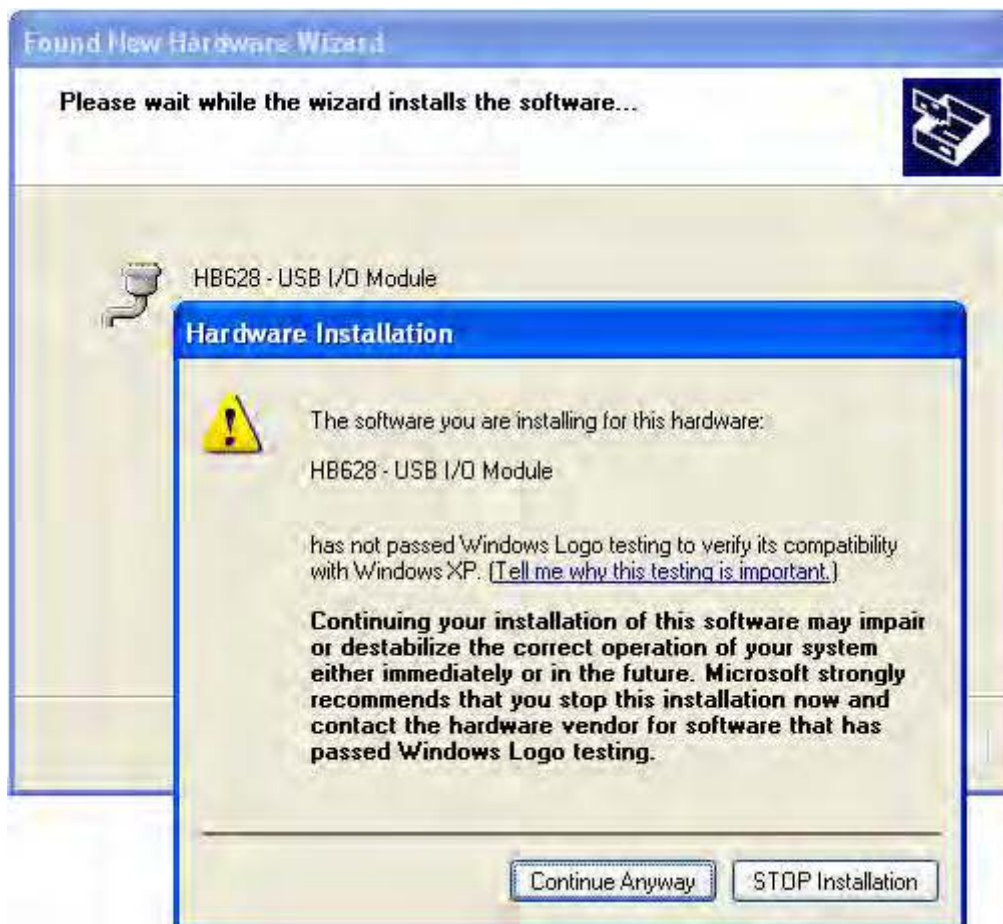 Found New Hardware Wizard
Please wait while the wizard installs the software...
HB628 - USB I/O Module
Hardware Installation
The software you are installing for this hardware:
HB628 - USB I/O Module
has not passed Windows Logo testing to verify its compatibility
with Windows XP. (Tell me why this testing is important.)
Continuing your installation of this software may impair
or destabilize the correct operation of your system
either immediately or in the future. Microsoft strongly
recommends that you stop this installation now and
contact the hardware vendor for software that has
passed Windows Logo testing.
Continue Anyway
STOP Installation